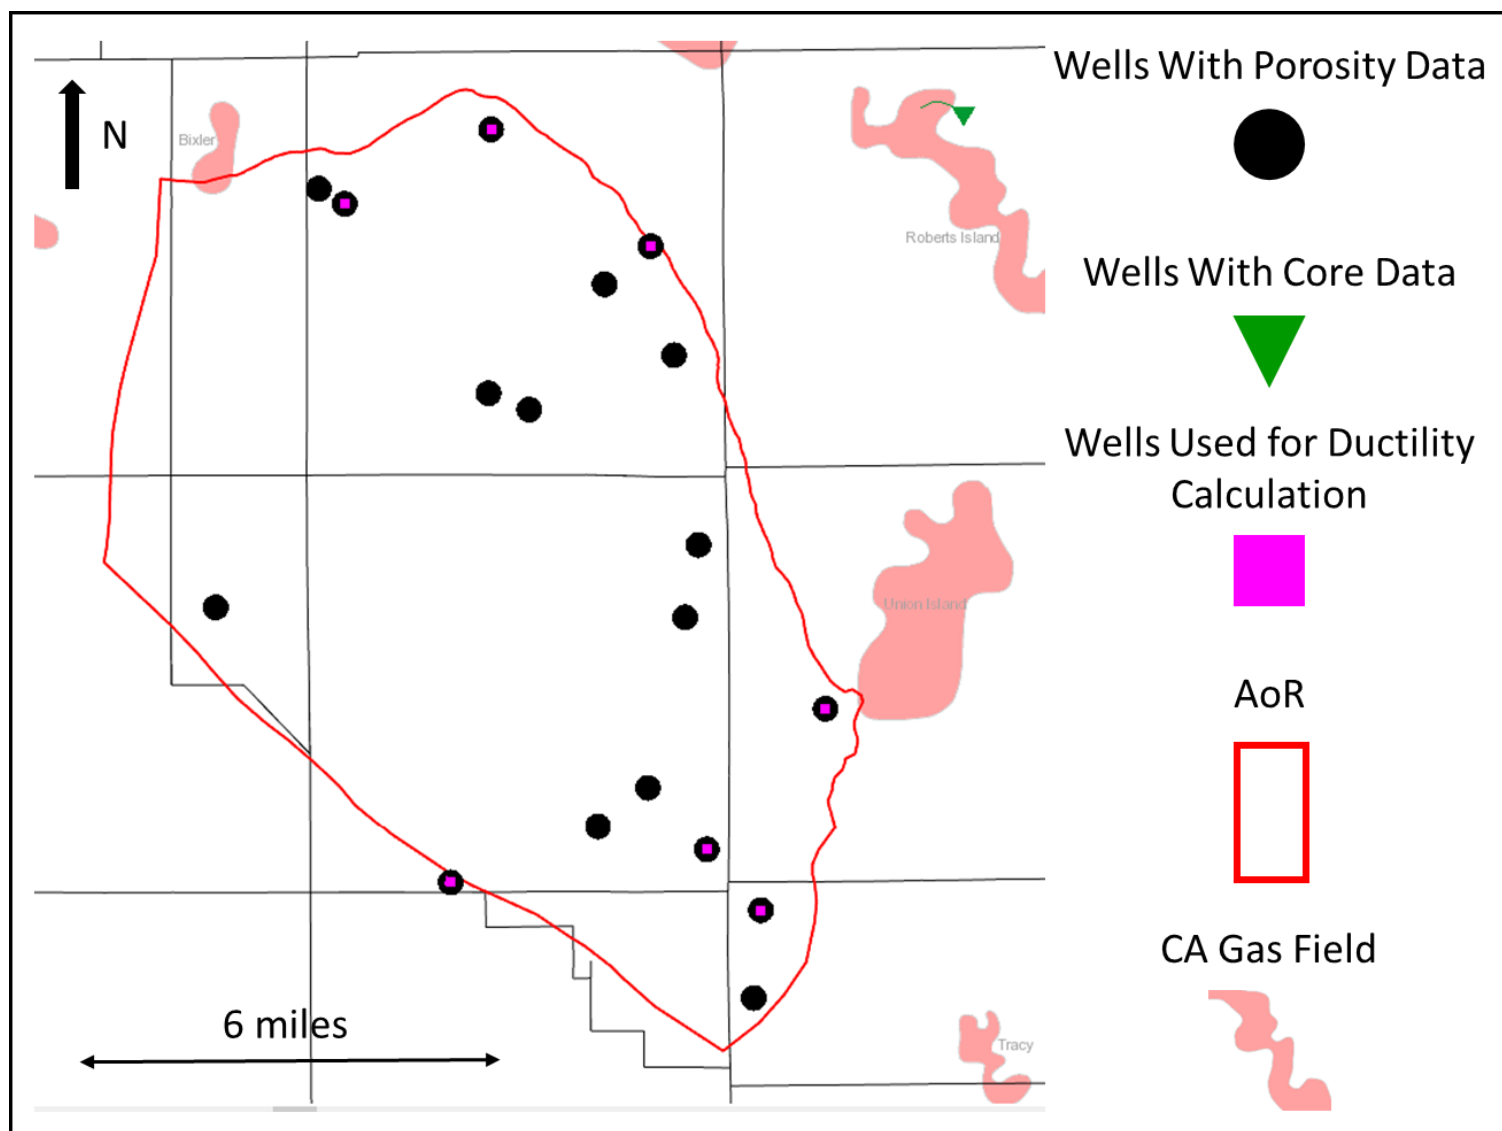 N
Bixler
Roberts Island
Union Island
Tracy
6 miles
Wells With Porosity Data
Wells With Core Data
Wells Used for Ductility
Calculation
AoR
CA Gas Field